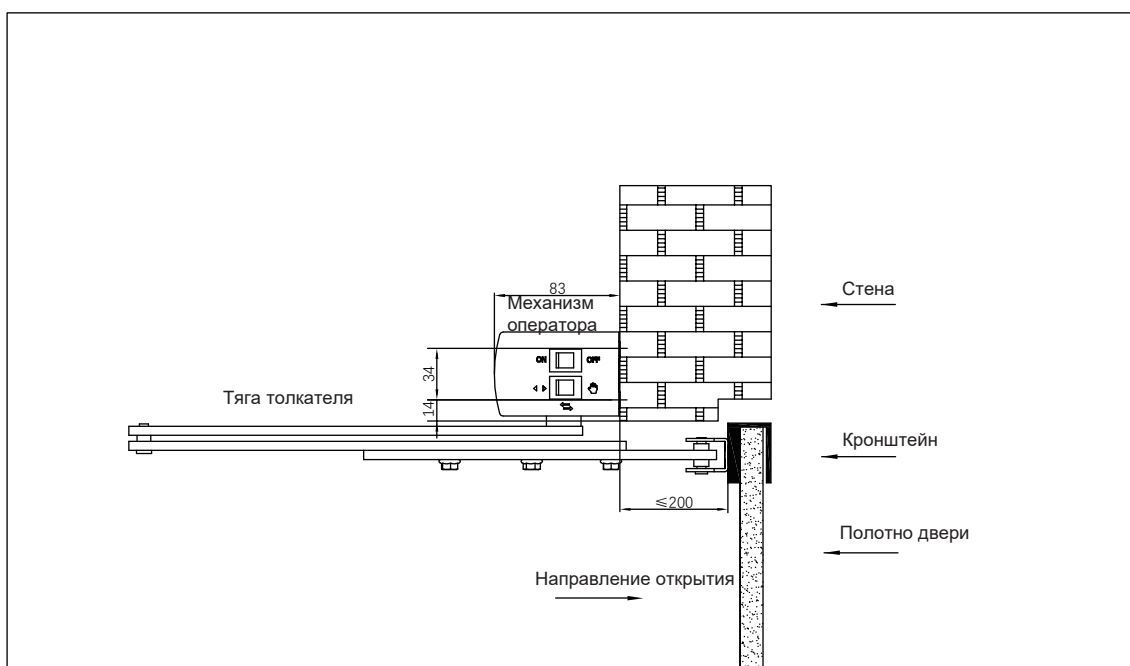 83
Механизм
оператора
ON OFF
34
14
Стена
Тяга толкателя
Кронштейн
≤200
Полотно двери
Направление открытия